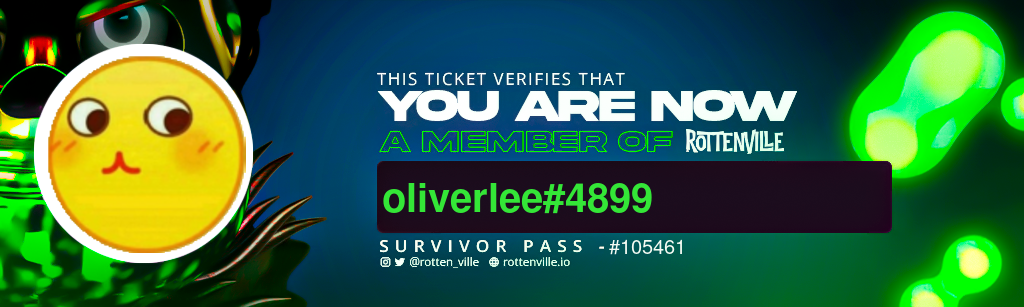 THIS TICKET VERIFIES THAT
YOU ARE NOW
A MEMBER OF ROTTENVILLE
oliverlee#4899
SURVIVOR PASS - #105461
@rotten_ville rottenville.io